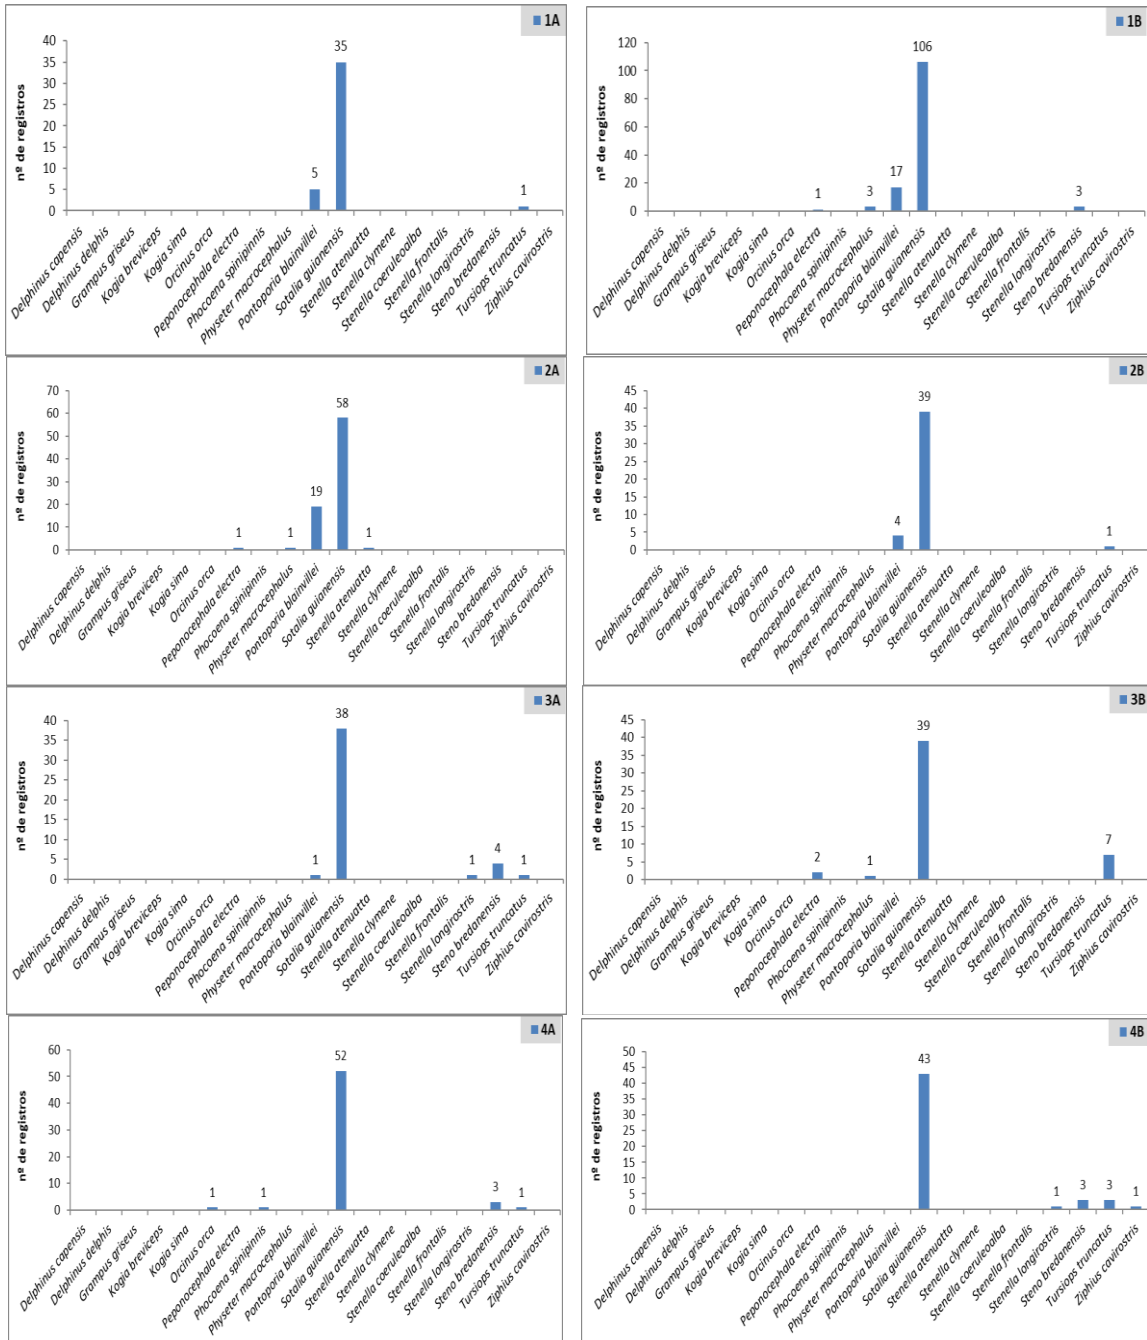 1A
nº de registros
40
35
30
25
20
15
10
5
0
5
35
1
Delphinus capensis
Delphinus delphis
Grampus griseus
Kogia breviceps
Kogia sima
Orcinus orca
Peponocephala electra
Phocoena spinipinnis
Physeter macrocephalus
Pontoporia blainvillei
Sotalia guianensis
Stenella atenuatta
Stenella clymene
Stenella coeruleoalba
Stenella frontalis
Stenella longirostris
Steno bredanensis
Tursiops truncatus
Ziphius cavirostris
1B
nº de registros
120
100
80
60
40
20
0
1
3
17
106
3
Delphinus capensis
Delphinus delphis
Grampus griseus
Kogia breviceps
Kogia sima
Orcinus orca
Peponocephala electra
Phocoena spinipinnis
Physeter macrocephalus
Pontoporia blainvillei
Sotalia guianensis
Stenella atenuatta
Stenella clymene
Stenella coeruleoalba
Stenella frontalis
Stenella longirostris
Steno bredanensis
Tursiops truncatus
Ziphius cavirostris
2A
nº de registros
70
60
50
40
30
20
10
0
1
1
19
58
1
Delphinus capensis
Delphinus delphis
Grampus griseus
Kogia breviceps
Kogia sima
Orcinus orca
Peponocephala electra
Phocoena spinipinnis
Physeter macrocephalus
Pontoporia blainvillei
Sotalia guianensis
Stenella atenuatta
Stenella clymene
Stenella coeruleoalba
Stenella frontalis
Stenella longirostris
Steno bredanensis
Tursiops truncatus
Ziphius cavirostris
2B
nº de registros
45
40
35
30
25
20
15
10
5
0
4
39
1
Delphinus capensis
Delphinus delphis
Grampus griseus
Kogia breviceps
Kogia sima
Orcinus orca
Peponocephala electra
Phocoena spinipinnis
Physeter macrocephalus
Pontoporia blainvillei
Sotalia guianensis
Stenella atenuatta
Stenella clymene
Stenella coeruleoalba
Stenella frontalis
Stenella longirostris
Steno bredanensis
Tursiops truncatus
Ziphius cavirostris
3A
nº de registros
40
35
30
25
20
15
10
5
0
1
38
1
4
1
Delphinus capensis
Delphinus delphis
Grampus griseus
Kogia breviceps
Kogia sima
Orcinus orca
Peponocephala electra
Phocoena spinipinnis
Physeter macrocephalus
Pontoporia blainvillei
Sotalia guianensis
Stenella atenuatta
Stenella clymene
Stenella coeruleoalba
Stenella frontalis
Stenella longirostris
Steno bredanensis
Tursiops truncatus
Ziphius cavirostris
3B
nº de registros
45
40
35
30
25
20
15
10
5
0
2
1
39
7
Delphinus capensis
Delphinus delphis
Grampus griseus
Kogia breviceps
Kogia sima
Orcinus orca
Peponocephala electra
Phocoena spinipinnis
Physeter macrocephalus
Pontoporia blainvillei
Sotalia guianensis
Stenella atenuatta
Stenella clymene
Stenella coeruleoalba
Stenella frontalis
Stenella longirostris
Steno bredanensis
Tursiops truncatus
Ziphius cavirostris
4A
nº de registros
60
50
40
30
20
10
0
1
1
52
3
1
Delphinus capensis
Delphinus delphis
Grampus griseus
Kogia breviceps
Kogia sima
Orcinus orca
Peponocephala electra
Phocoena spinipinnis
Physeter macrocephalus
Pontoporia blainvillei
Sotalia guianensis
Stenella atenuatta
Stenella clymene
Stenella coeruleoalba
Stenella frontalis
Stenella longirostris
Steno bredanensis
Tursiops truncatus
Ziphius cavirostris
4B
nº de registros
50
45
40
35
30
25
20
15
10
5
0
43
1
3
3
1
Delphinus capensis
Delphinus delphis
Grampus griseus
Kogia breviceps
Kogia sima
Orcinus orca
Peponocephala electra
Phocoena spinipinnis
Physeter macrocephalus
Pontoporia blainvillei
Sotalia guianensis
Stenella atenuatta
Stenella clymene
Stenella coeruleoalba
Stenella frontalis
Stenella longirostris
Steno bredanensis
Tursiops truncatus
Ziphius cavirostris